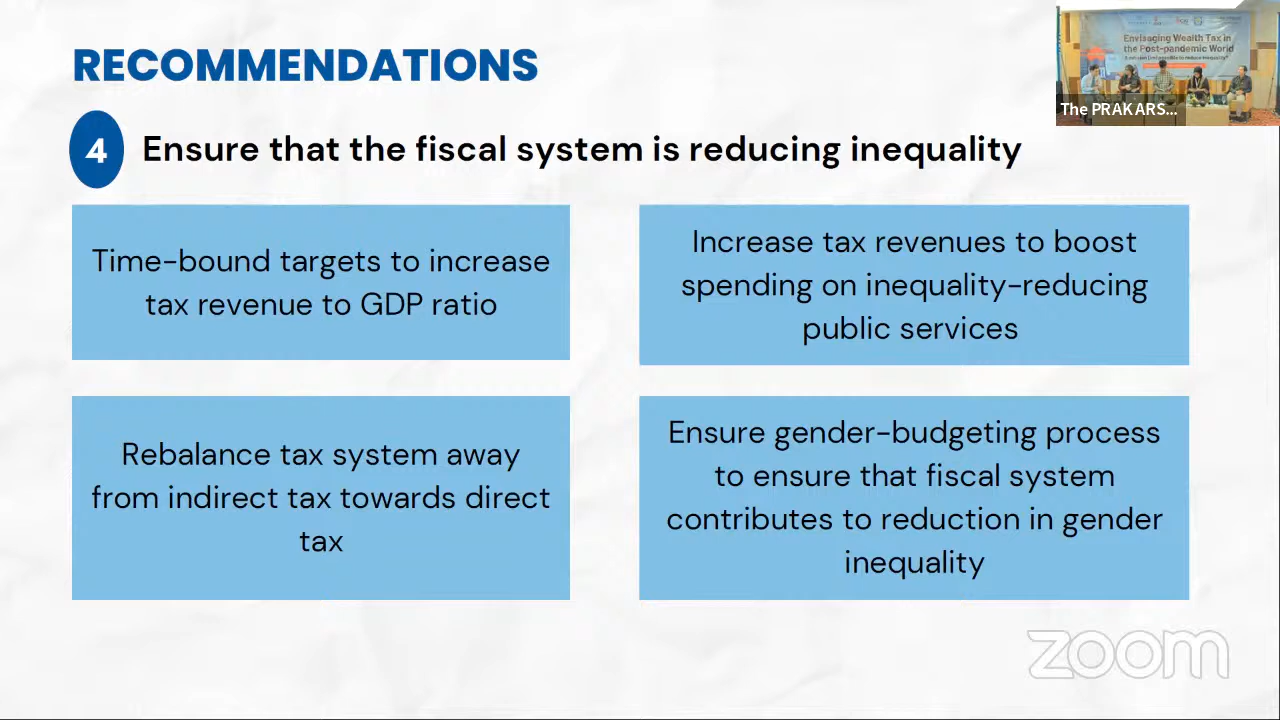 RECOMMENDATIONS
4
Ensure that the fiscal system is reducing inequality
Time-bound targets to increase
tax revenue to GDP ratio
Increase tax revenues to boost
spending on inequality-reducing
public services
Rebalance tax system away
from indirect tax towards direct
tax
Ensure gender-budgeting process
to ensure that fiscal system
contributes to reduction in gender
inequality
Envisaging Wealth Tax in
the Post-pandemic World
The PRAKARS...
zoom